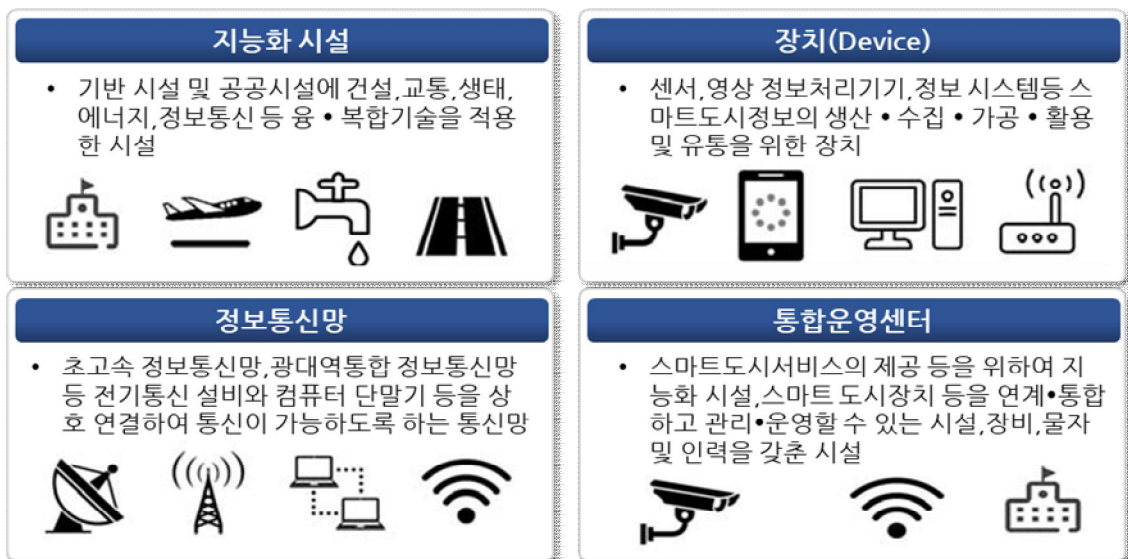 지능화 시설
• 기반 시설 및 공공시설에 건설,교통,생태,
에너지,정보통신 등 융 • 복합기술을 적용
한 시설
장치(Device)
• 센서,영상 정보처리기기,정보 시스템등 스
마트도시정보의 생산 • 수집 • 가공 • 활용
및 유통을 위한 장치
정보통신망
• 초고속 정보통신망,광대역통합 정보통신망
등 전기통신 설비와 컴퓨터 단말기 등을 상
호 연결하여 통신이 가능하도록 하는 통신망
통합운영센터
• 스마트도시서비스의 제공 등을 위하여 지
능화 시설,스마트 도시장치 등을 연계•통합
하고 관리•운영할 수 있는 시설,장비,물자
및 인력을 갖춘 시설